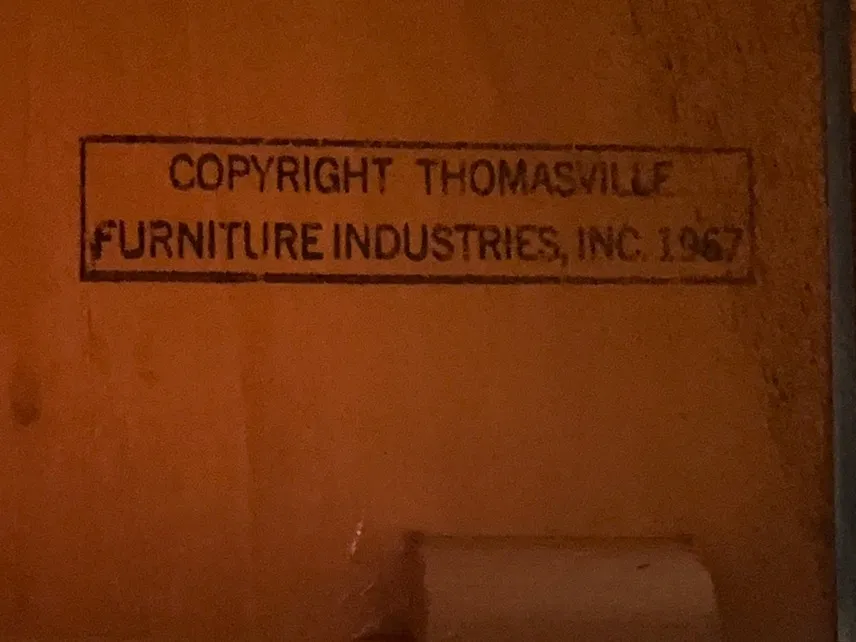 COPYRIGHT THOMASVILLE
FURNITURE INDUSTRIES, INC. 1967